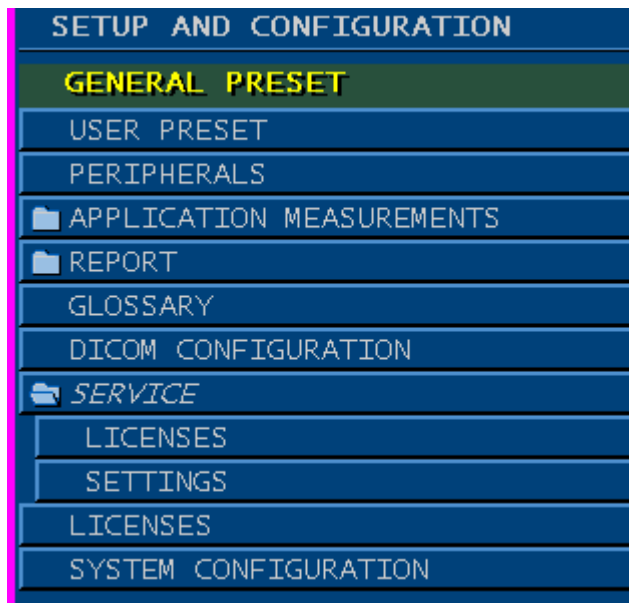 SETUP AND CONFIGURATION
GENERAL PRESET
USER PRESET
PERIPHERALS
APPLICATION MEASUREMENTS
REPORT
GLOSSARY
DICOM CONFIGURATION
SERVICE
LICENSES
SETTINGS
LICENSES
SYSTEM CONFIGURATION